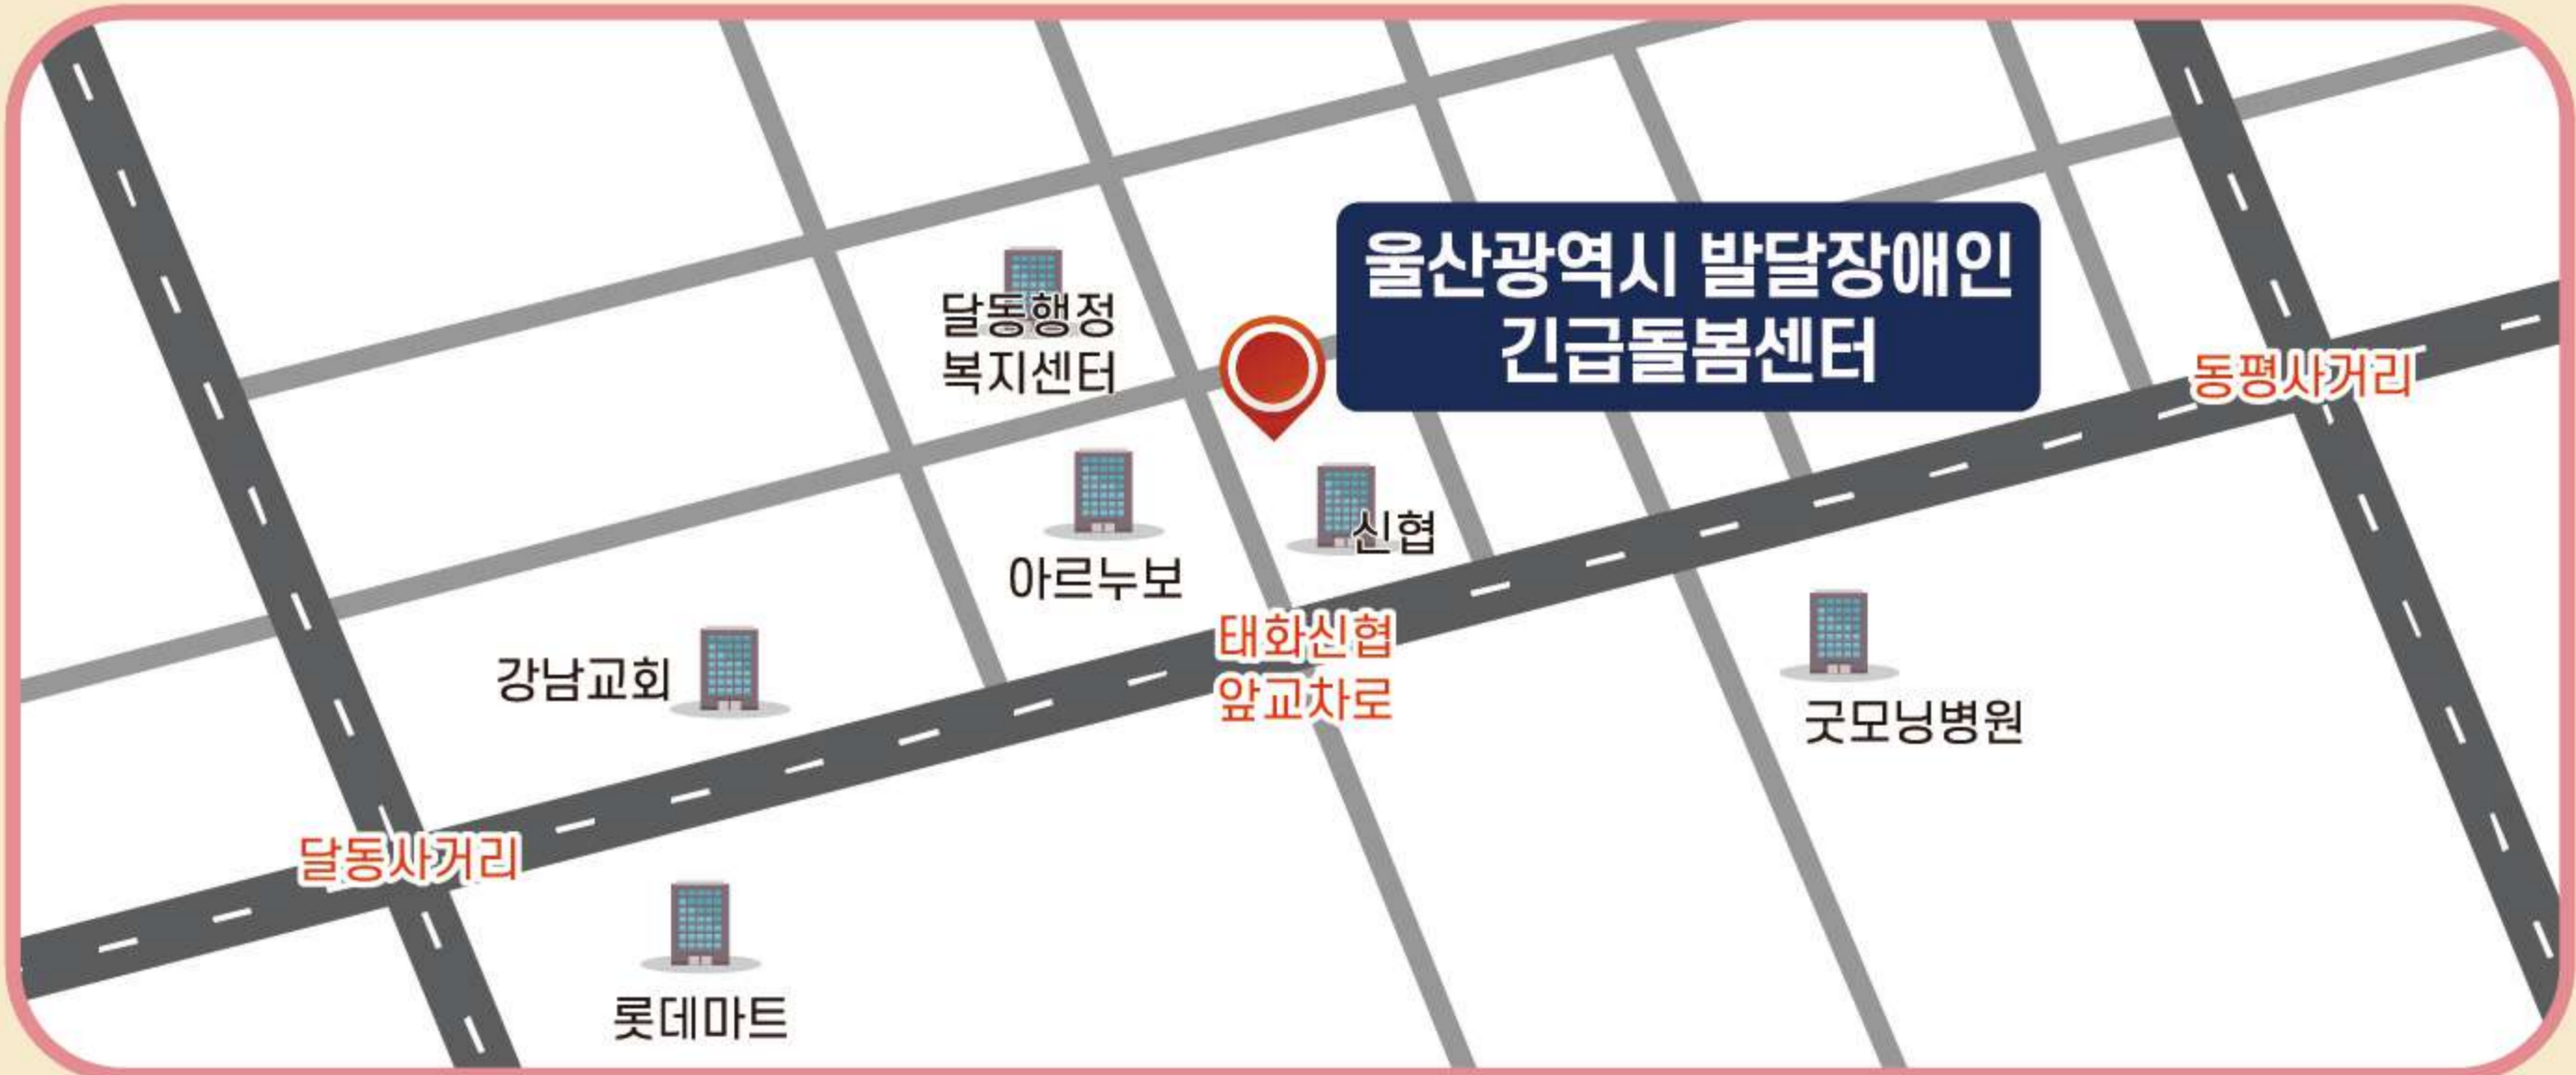 울산광역시 발달장애인
긴급돌봄센터
달동행정
복지센터
동평사거리
신협
아르누보
태화신협
앞교차로
강남교회
굿모닝병원
달동사거리
롯데마트